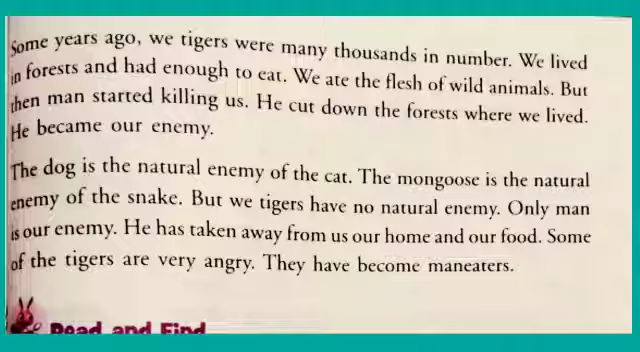 Some years ago, we tigers were many thousands in number. We lived
in forests and had enough to eat. We ate the flesh of wild animals. But
then man started killing us. He cut down the forests where we lived.
He became our enemy.
The dog is the natural enemy of the cat. The mongoose is the natural
enemy of the snake. But we tigers have no natural enemy. Only man
is our enemy. He has taken away from us our home and our food. Some
of the tigers are very angry. They have become maneaters.
Read and Find